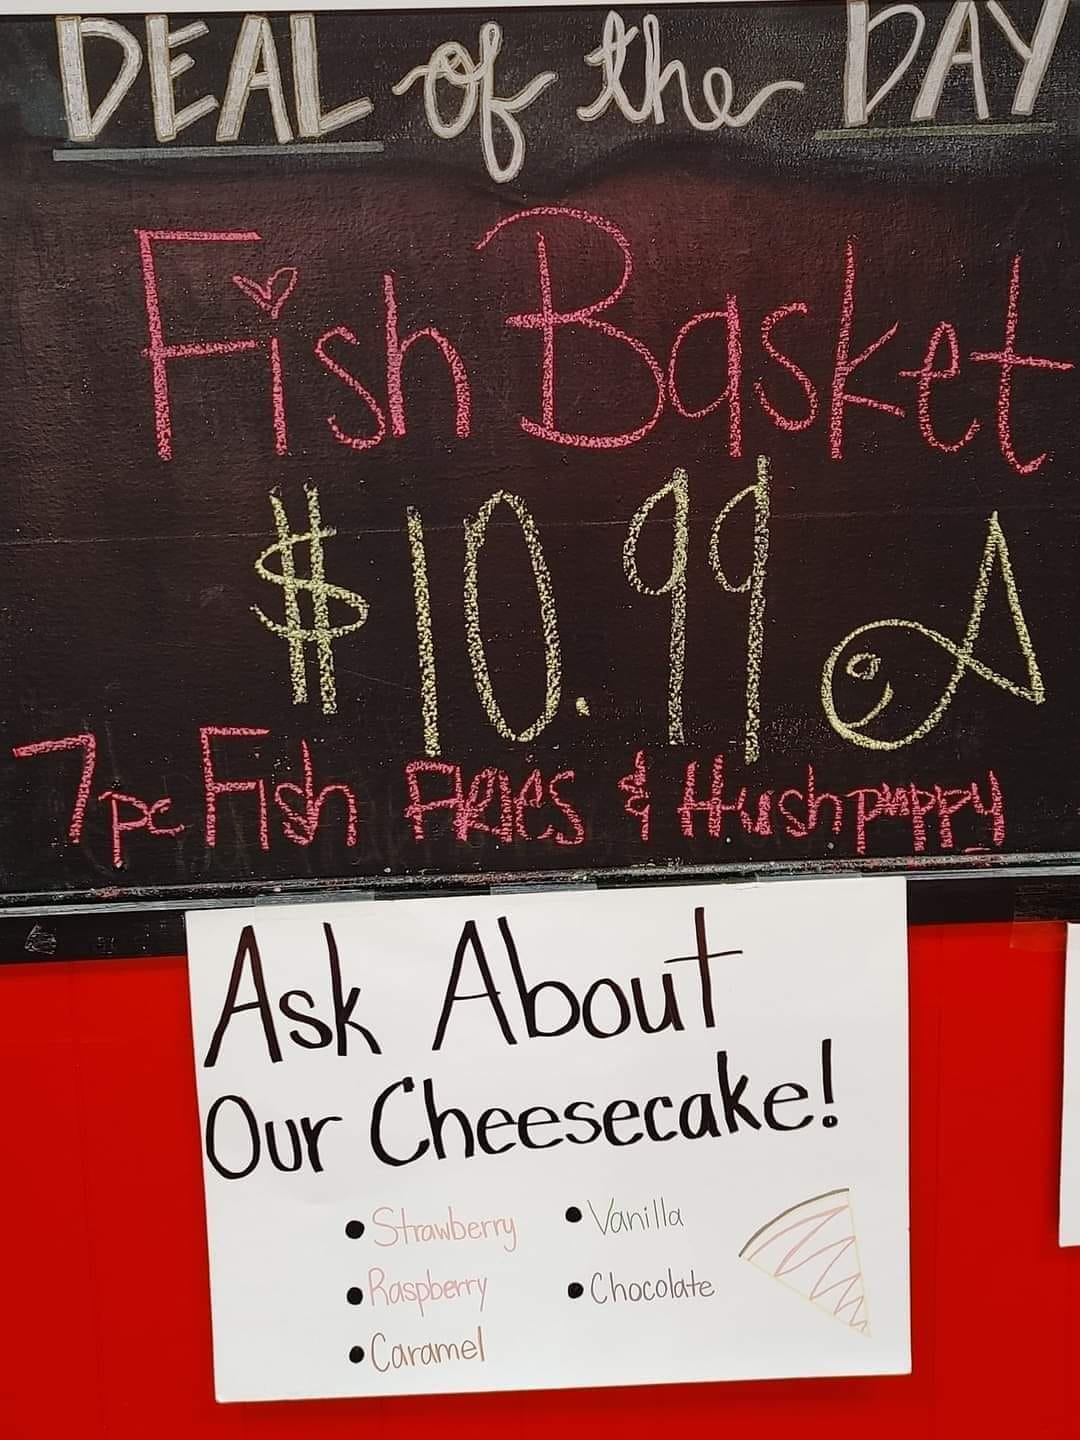 DEAL of the DAY
Fish Basket
$10.99
7pc Fish FRIES & Hushpuppy
Ask About
Our Cheesecake!
• Strawberry
• Raspberry
• Caramel
• Vanilla
• Chocolate